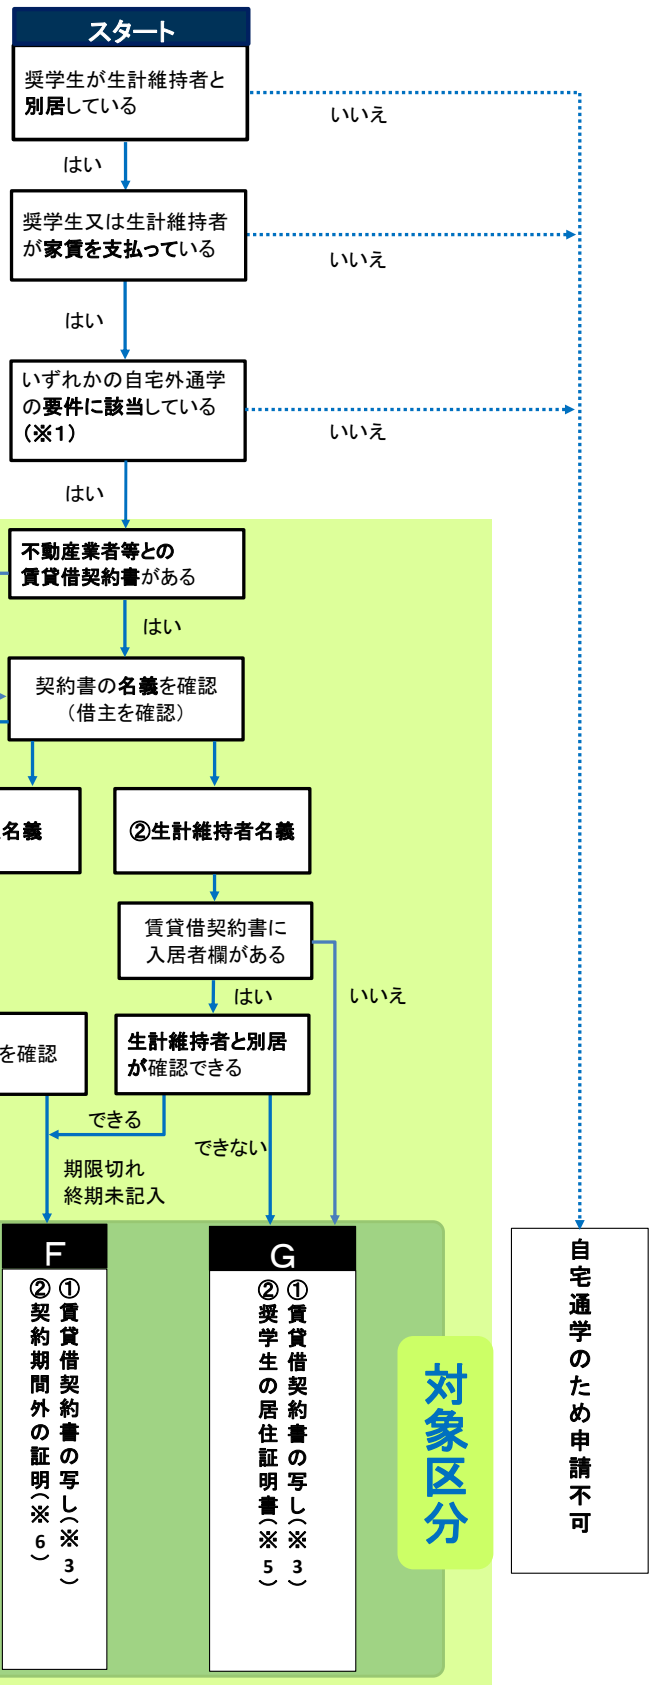 スタート
奨学生が生計維持者と
別居している
いいえ
はい
奨学生又は生計維持者
が家賃を支払っている
いいえ
はい
いずれかの自宅外通学
の要件に該当している
（※1）
いいえ
はい
不動産業者等との
賃貸借契約書がある
はい
契約書の名義を確認
（借主を確認）
名義
②生計維持者名義
賃貸借契約書に
入居者欄がある
はい
いいえ
を確認
生計維持者と別居
が確認できる
できる
できない
期限切れ
終期未記入
F
①賃貸借契約書の写し（※3）
②契約期間外の証明（※6）
G
①賃貸借契約書の写し（※3）
②奨学生の居住証明書（※5）
対象区分
自宅通学のため申請不可